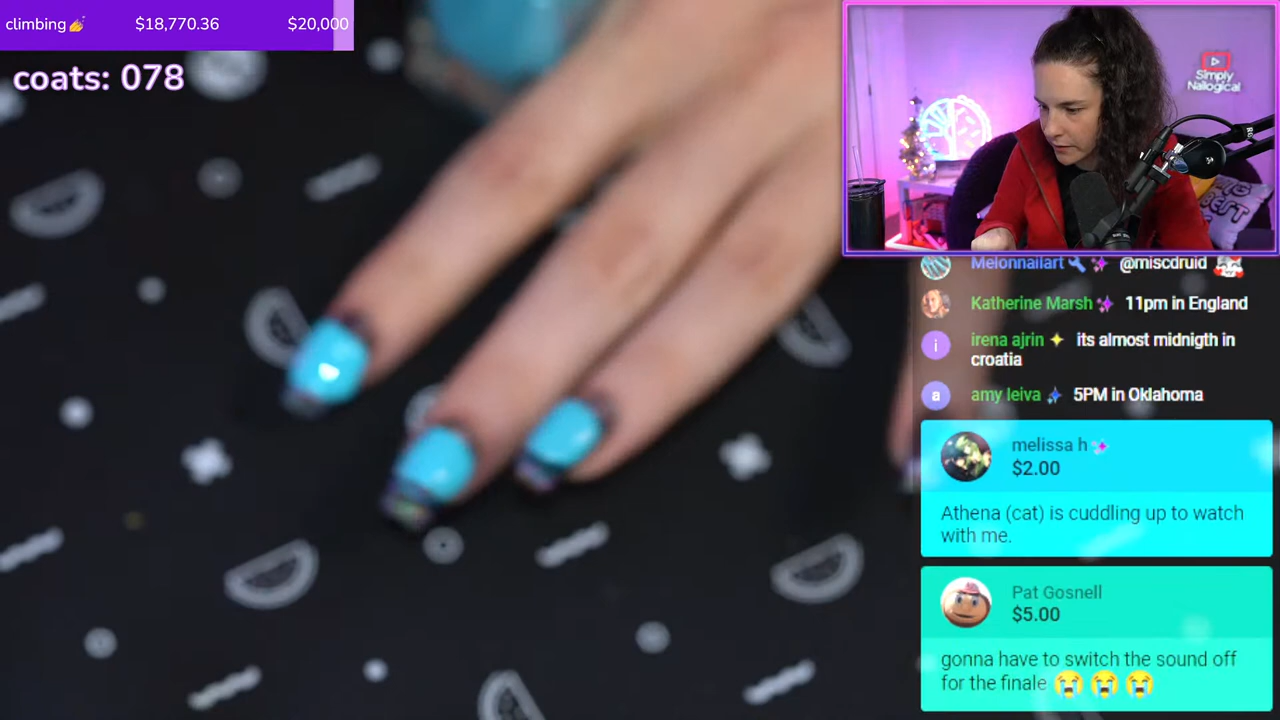 climbing💅 $18,770.36 $20,000
coats: 078
Simply
Nailogical
Melonnailart @miscdruid
Katherine Marsh 11pm in England
irena ajrin its almost midnigth in
croatia
amy leiva 5PM in Oklahoma
melissa h
$2.00
Athena (cat) is cuddling up to watch
with me.
Pat Gosnell
$5.00
gonna have to switch the sound off
for the finale 😭 😭 😭